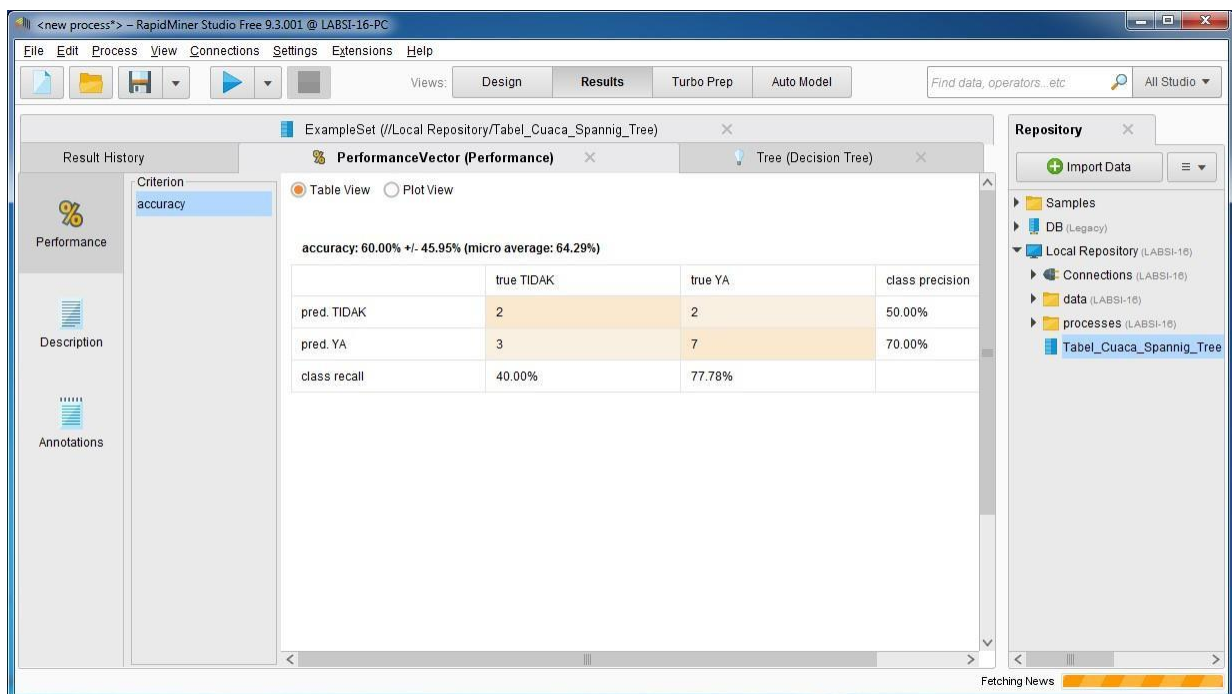 <new process*> – RapidMiner Studio Free 9.3.001 @ LABSI-16-PC
File Edit Process View Connections Settings Extensions Help
Views: Design Results Turbo Prep Auto Model Find data, operators...etc All Studio
ExampleSet (//Local Repository/Tabel_Cuaca_Spannig_Tree)
Result History % PerformanceVector (Performance) Tree (Decision Tree)
% Performance
Description
Annotations
Criterion
accuracy
Table View Plot View
accuracy: 60.00% +/- 45.95% (micro average: 64.29%)
true TIDAK true YA class precision
pred. TIDAK 2 2 50.00%
pred. YA 3 7 70.00%
class recall 40.00% 77.78%
Repository
Import Data
Samples
DB (Legacy)
Local Repository (LABSI-16)
Connections (LABSI-16)
data (LABSI-16)
processes (LABSI-16)
Tabel_Cuaca_Spannig_Tree
Fetching News